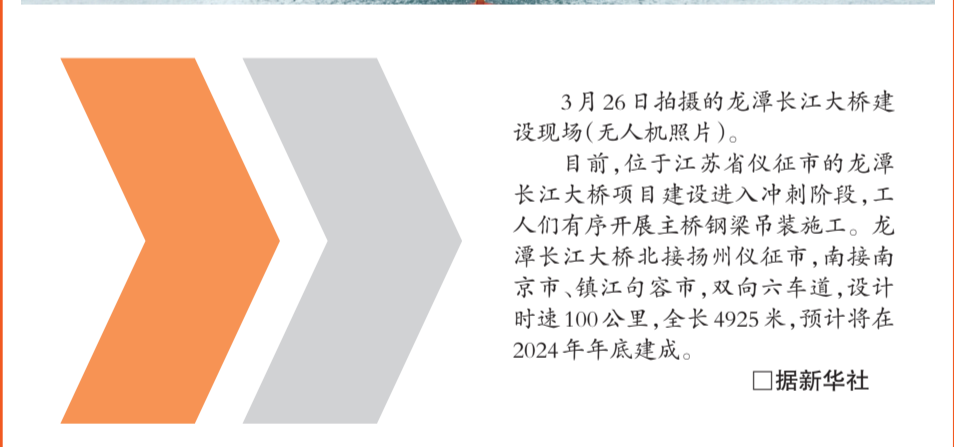 3月26日拍摄的龙潭长江大桥建
设现场(无人机照片)。
目前,位于江苏省仪征市的龙潭
长江大桥项目建设进入冲刺阶段,工
人们有序开展主桥钢梁吊装施工。龙
潭长江大桥北接扬州仪征市,南接南
京市、镇江句容市,双向六车道,设计
时速100公里,全长4925米,预计将在
2024年年底建成。
□据新华社